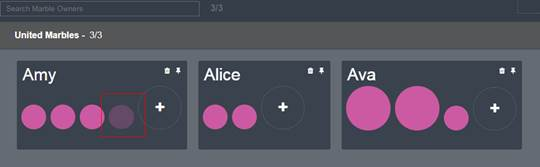 Search Marble Owners 3/3
United Marbles - 3/3
Amy Alice Ava